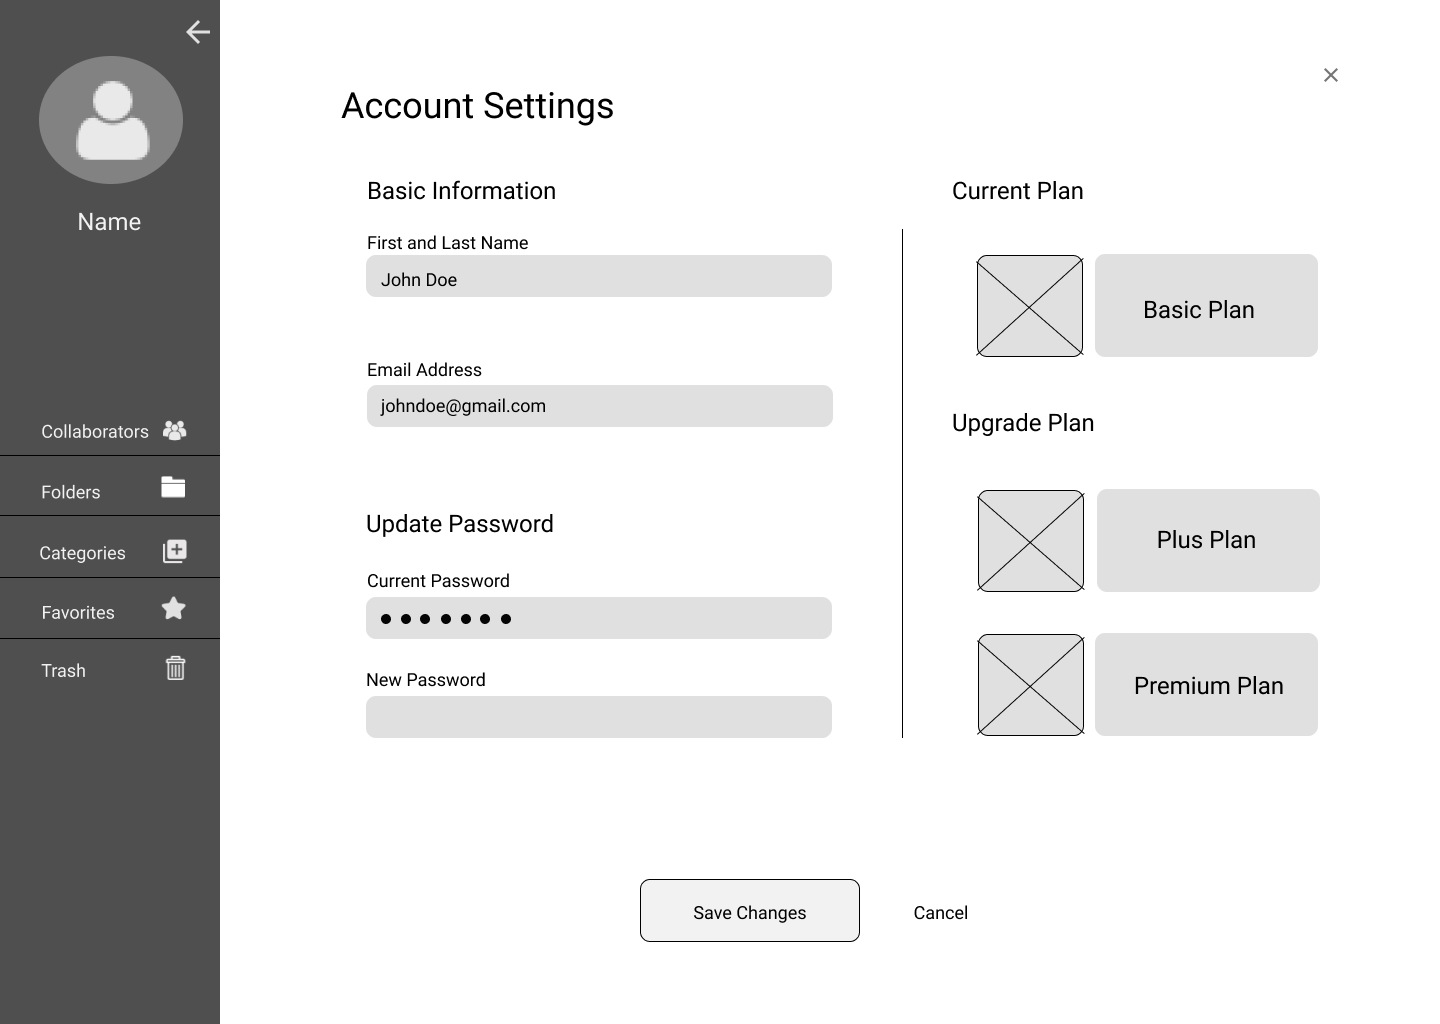 Name
Collaborators
Folders
Categories
Favorites
Trash
Account Settings
Basic Information
First and Last Name
John Doe
Email Address
johndoe@gmail.com
Update Password
Current Password
New Password
Current Plan
Basic Plan
Upgrade Plan
Plus Plan
Premium Plan
Save Changes
Cancel